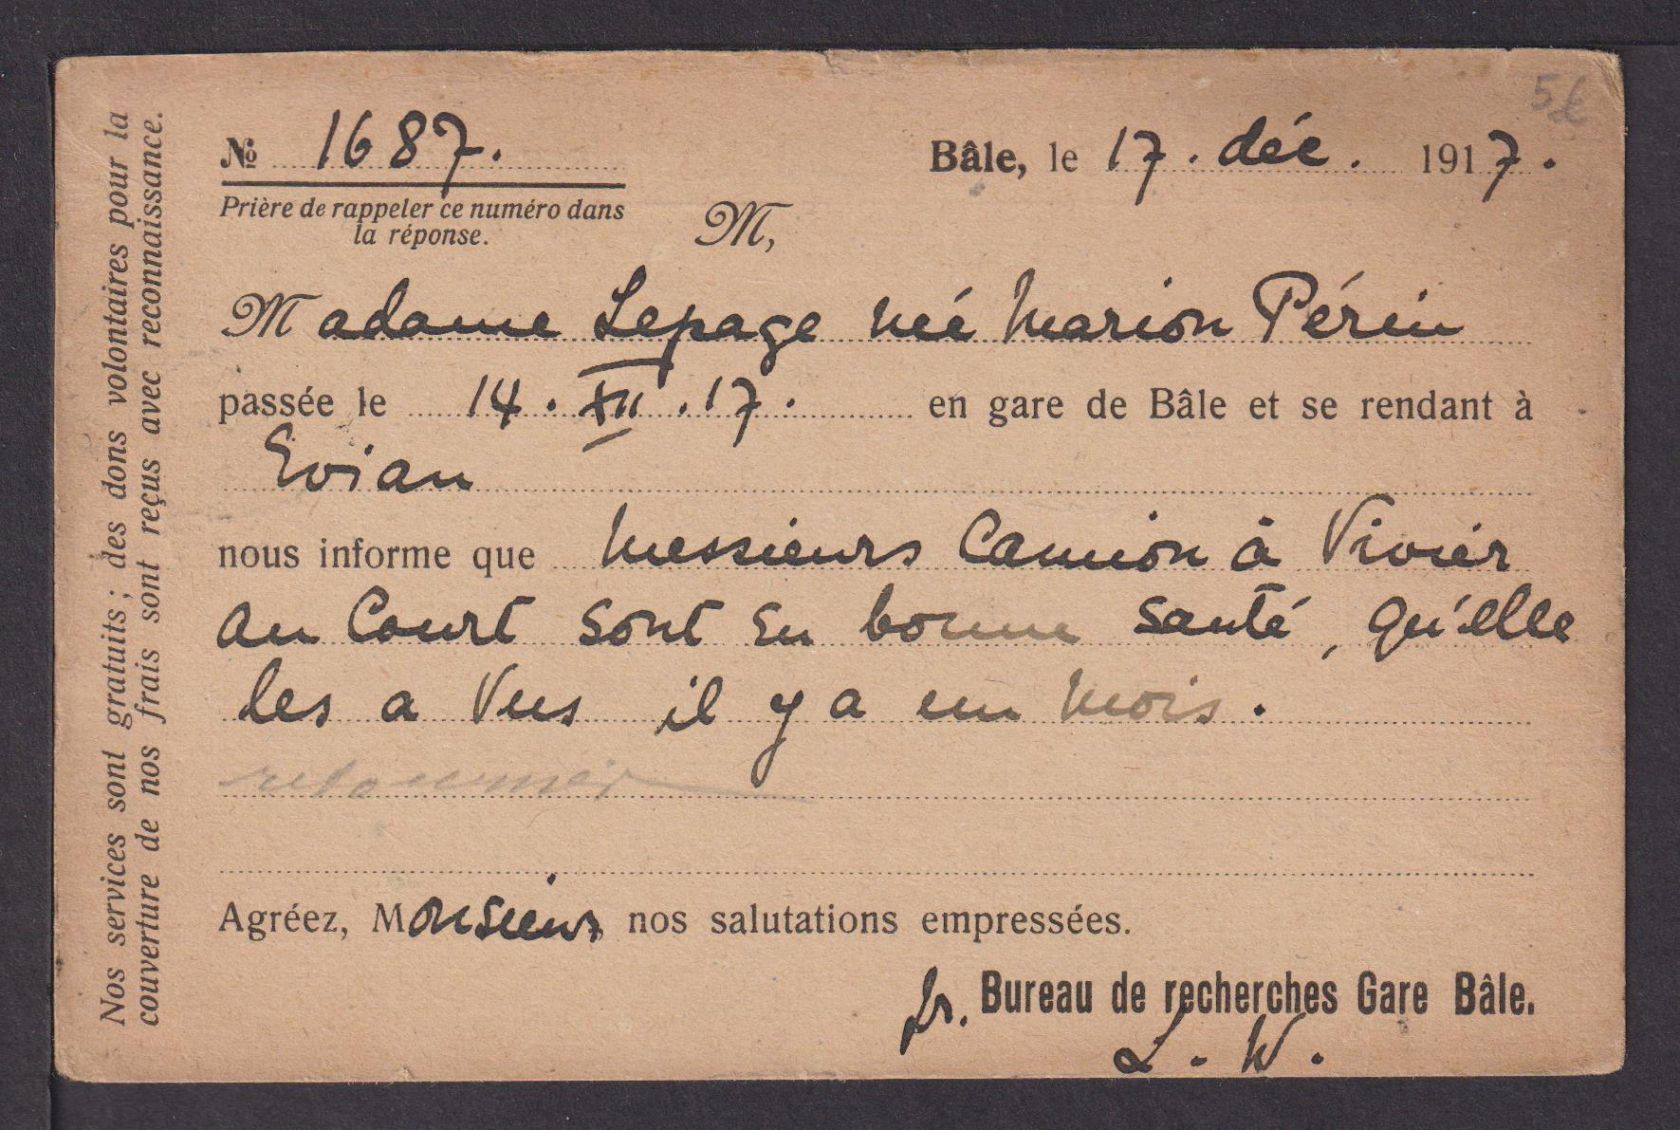 5€
№ 1687.
Bâle, le 17. déc. 1917.
Prière de rappeler ce numéro dans
la réponse.
M,
Madame Lepage née Marion Périn
passée le 14. XII. 17. en gare de Bâle et se rendant à
Evian
nous informe que Messieurs Camion à Vivier
au Court sont en bonne santé, qu'elle
les a vus il y a un mois.
Agréez, Monsieur nos salutations empressées.
pr. Bureau de recherches Gare Bâle.
L. W.
Nos services sont gratuits; des dons volontaires pour la
couverture de nos frais sont reçus avec reconnaissance.